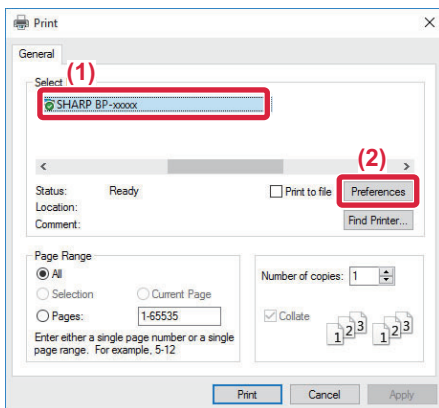 Print
General
Select
(1)
SHARP BP-xxxxx
(2)
Status: Ready
Print to file
Preferences
Location:
Comment:
Find Printer...
Page Range
All
Selection
Current Page
Pages:
1-65535
Enter either a single page number or a single
page range. For example, 5-12
Number of copies:
1
Collate
1 2 3
1 2 3
Print
Cancel
Apply